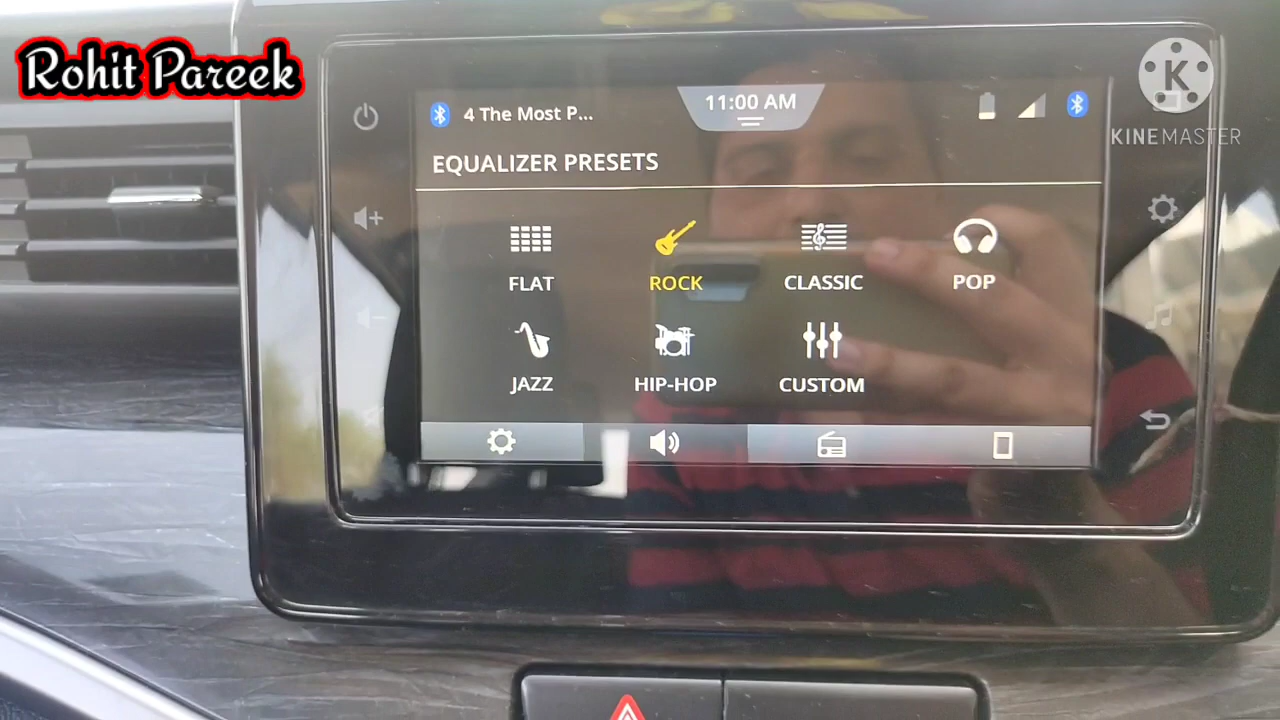 Rohit Pareek
K
KINEMASTER
4 The Most P...
11:00 AM
EQUALIZER PRESETS
FLAT
ROCK
CLASSIC
POP
JAZZ
HIP-HOP
CUSTOM